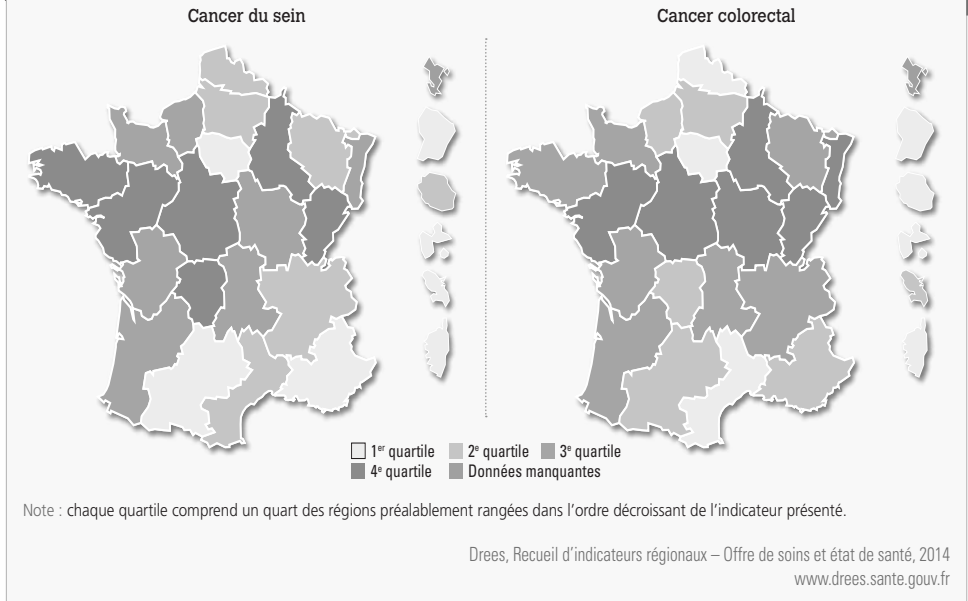 Cancer du sein
Cancer colorectal
1er quartile 2e quartile 3e quartile
4e quartile Données manquantes
Note : chaque quartile comprend un quart des régions préalablement rangées dans l'ordre décroissant de l'indicateur présenté.
Drees, Recueil d'indicateurs régionaux – Offre de soins et état de santé, 2014
www.drees.sante.gouv.fr